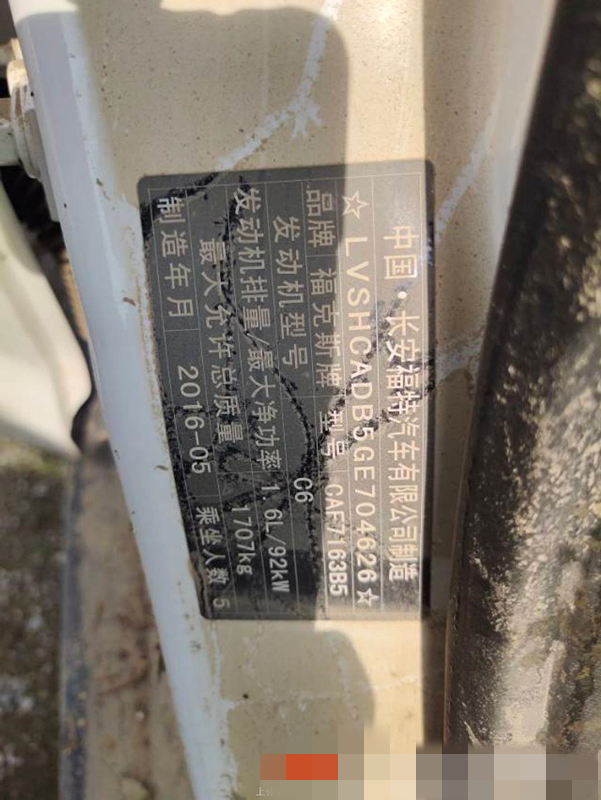 中国·长安福特汽车有限公司制造
☆LVSHCADB5GE704626☆
品牌 福克斯牌 型号 CAF7163B5
发动机型号 C6
发动机排量/最大净功率 1.6L/92kW
最大允许总质量 1707kg
制造年月 2016-05 乘坐人数 5